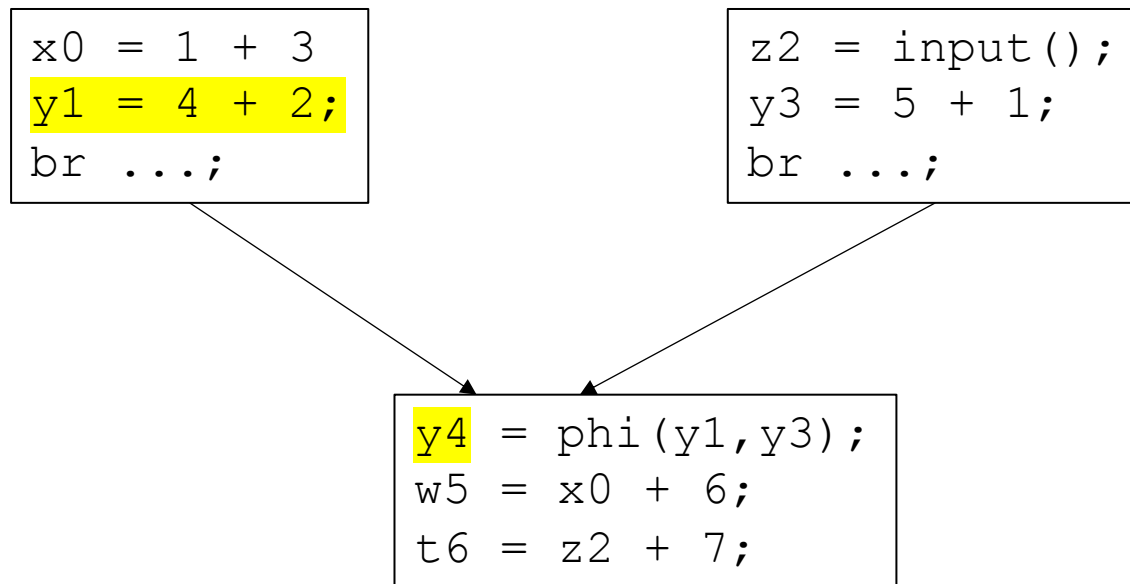 x0 = 1 + 3
y1 = 4 + 2;
br ...;
z2 = input();
y3 = 5 + 1;
br ...;
y4 = phi(y1,y3);
w5 = x0 + 6;
t6 = z2 + 7;